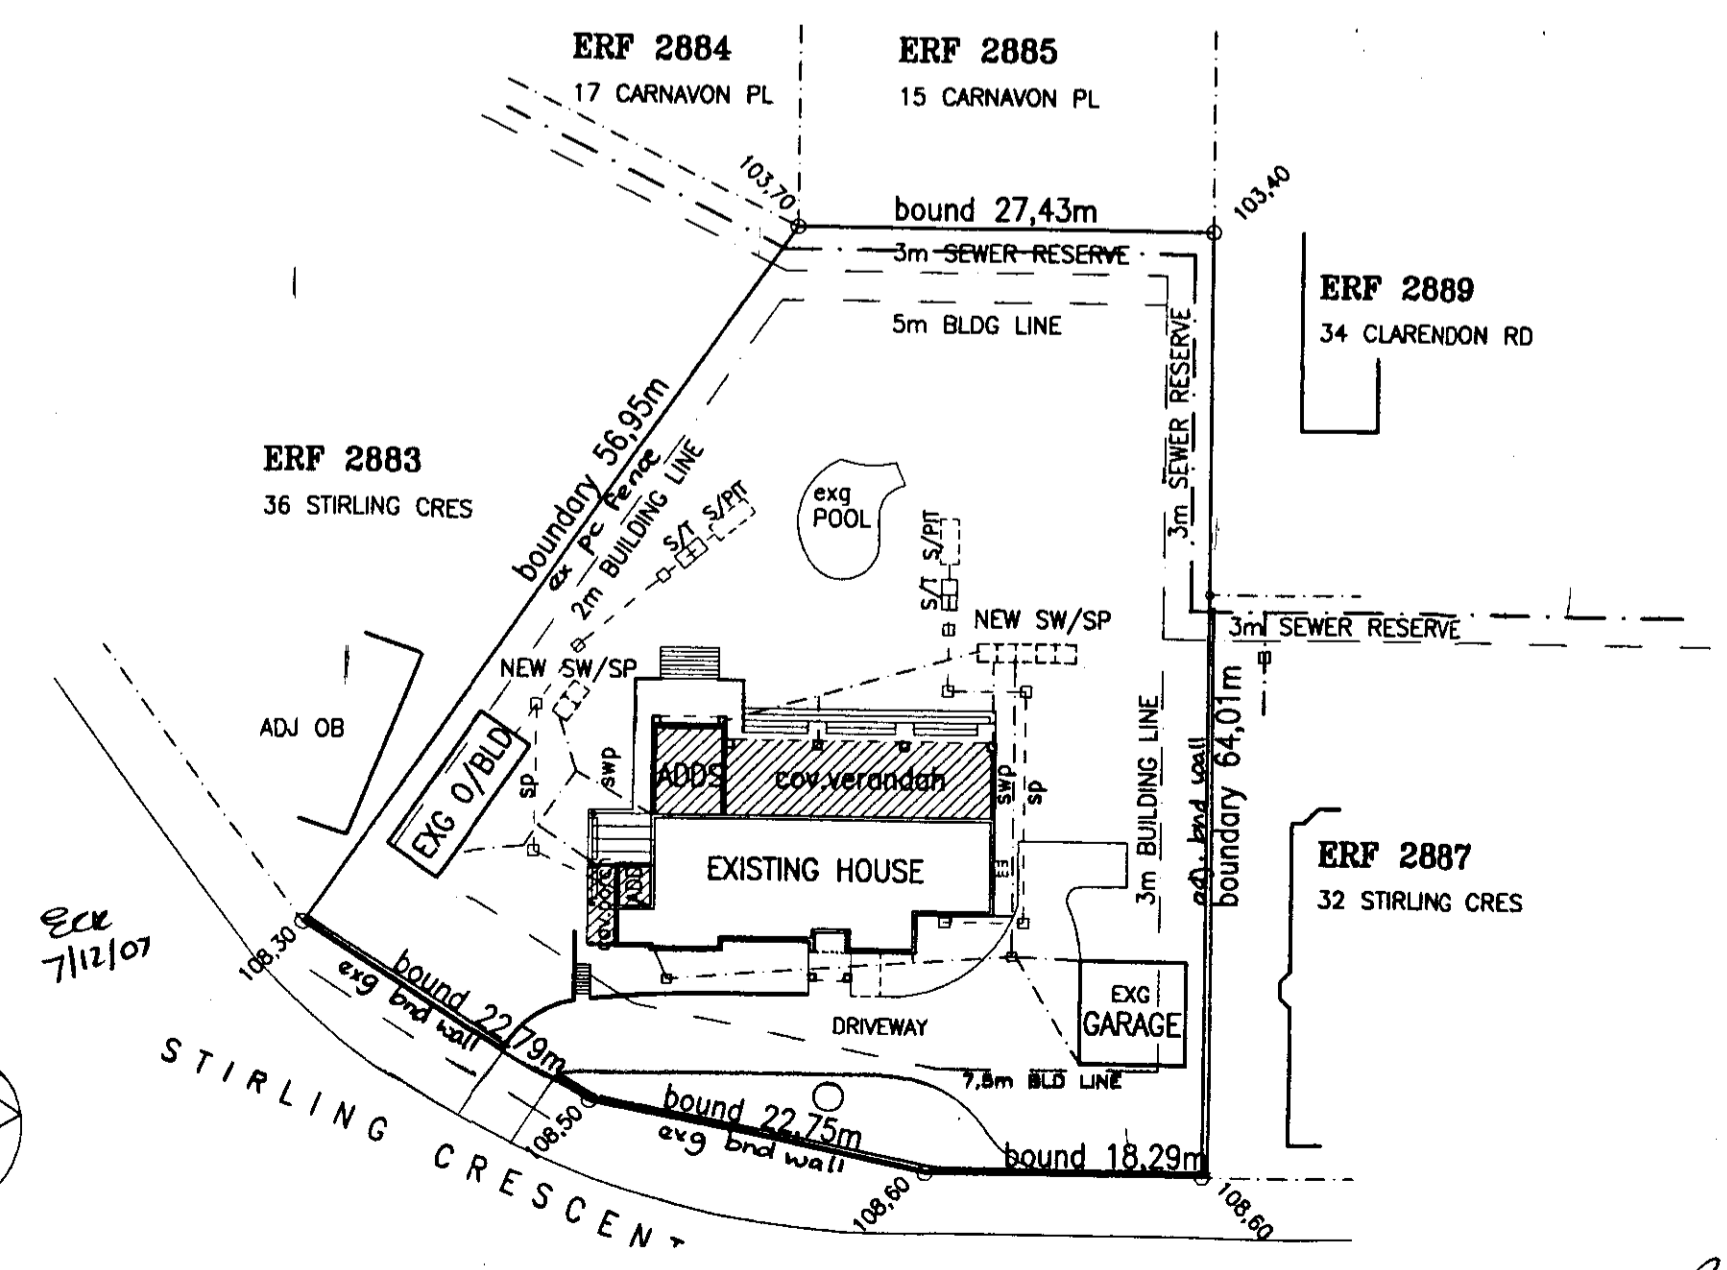 ERF 2884
17 CARNAVON PL
ERF 2885
15 CARNAVON PL
103,70
103,40
bound 27,43m
3m SEWER RESERVE
5m BLDG LINE
ERF 2889
34 CLARENDON RD
3m SEWER RESERVE
ERF 2883
36 STIRLING CRES
boundary 56,95m
ex pc fence
2m BUILDING LINE
S/T S/PIT
exg
POOL
S/T S/PIT
NEW SW/SP
3m SEWER RESERVE
NEW SW/SP
ADJ OB
EXG O/BLD
sp
swp
ADDS
cov.verandah
swp
sp
3m BUILDING LINE
boundary 64,01m
bnd wall
EXISTING HOUSE
ADD
ERF 2887
32 STIRLING CRES
7/12/07
108,30
bound 22,79m
exg bnd wall
EXG
GARAGE
DRIVEWAY
7,5m BLD LINE
108,50
bound 22,75m
exg bnd wall
bound 18,29m
108,60
108,60
STIRLING CRESCENT